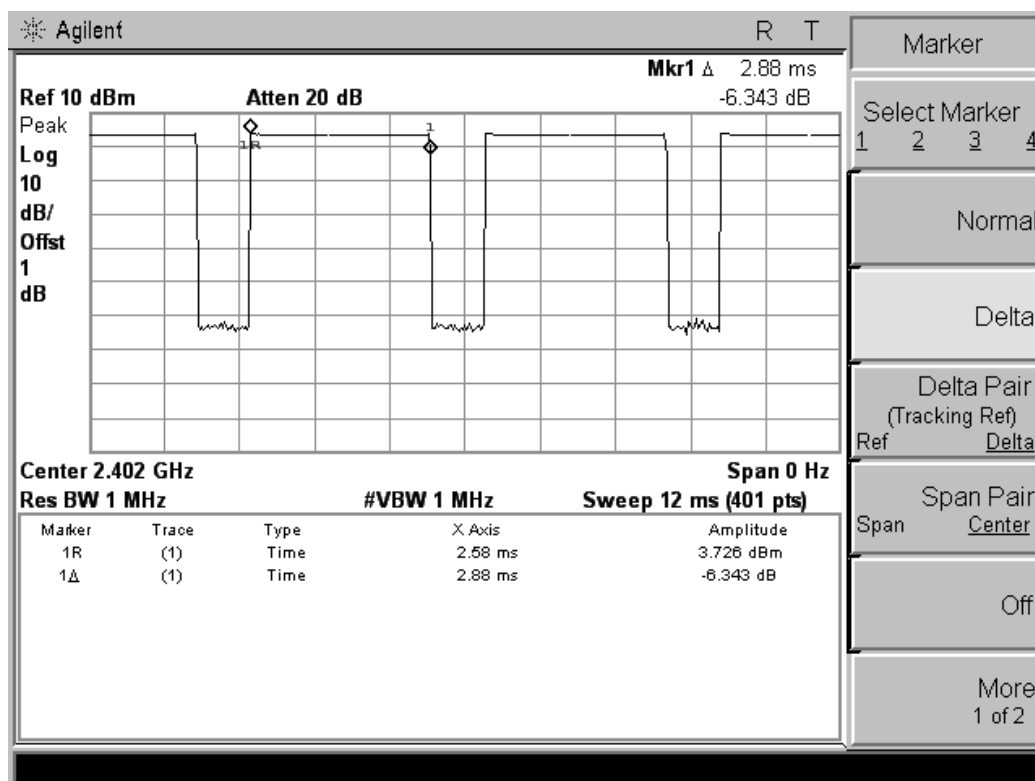 Agilent R T
Mkr1 Δ 2.88 ms
Ref 10 dBm Atten 20 dB -6.343 dB
Peak
Log
10
dB/
Offst
1
dB
1R
1
Center 2.402 GHz Span 0 Hz
Res BW 1 MHz #VBW 1 MHz Sweep 12 ms (401 pts)
Marker Trace Type X Axis Amplitude
1R (1) Time 2.58 ms 3.726 dBm
1Δ (1) Time 2.88 ms -6.343 dB
Marker
Select Marker
1 2 3 4
Normal
Delta
Delta Pair
(Tracking Ref)
Ref Delta
Span Pair
Span Center
Off
More
1 of 2